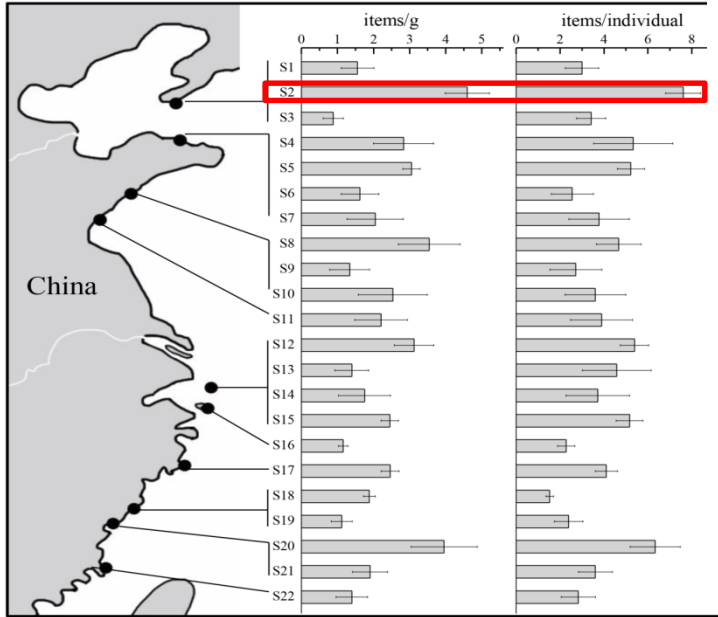 items/g
items/individual
0 1 2 3 4 5
0 2 4 6 8
S1
S2
S3
S4
S5
S6
S7
S8
S9
China
S10
S11
S12
S13
S14
S15
S16
S17
S18
S19
S20
S21
S22